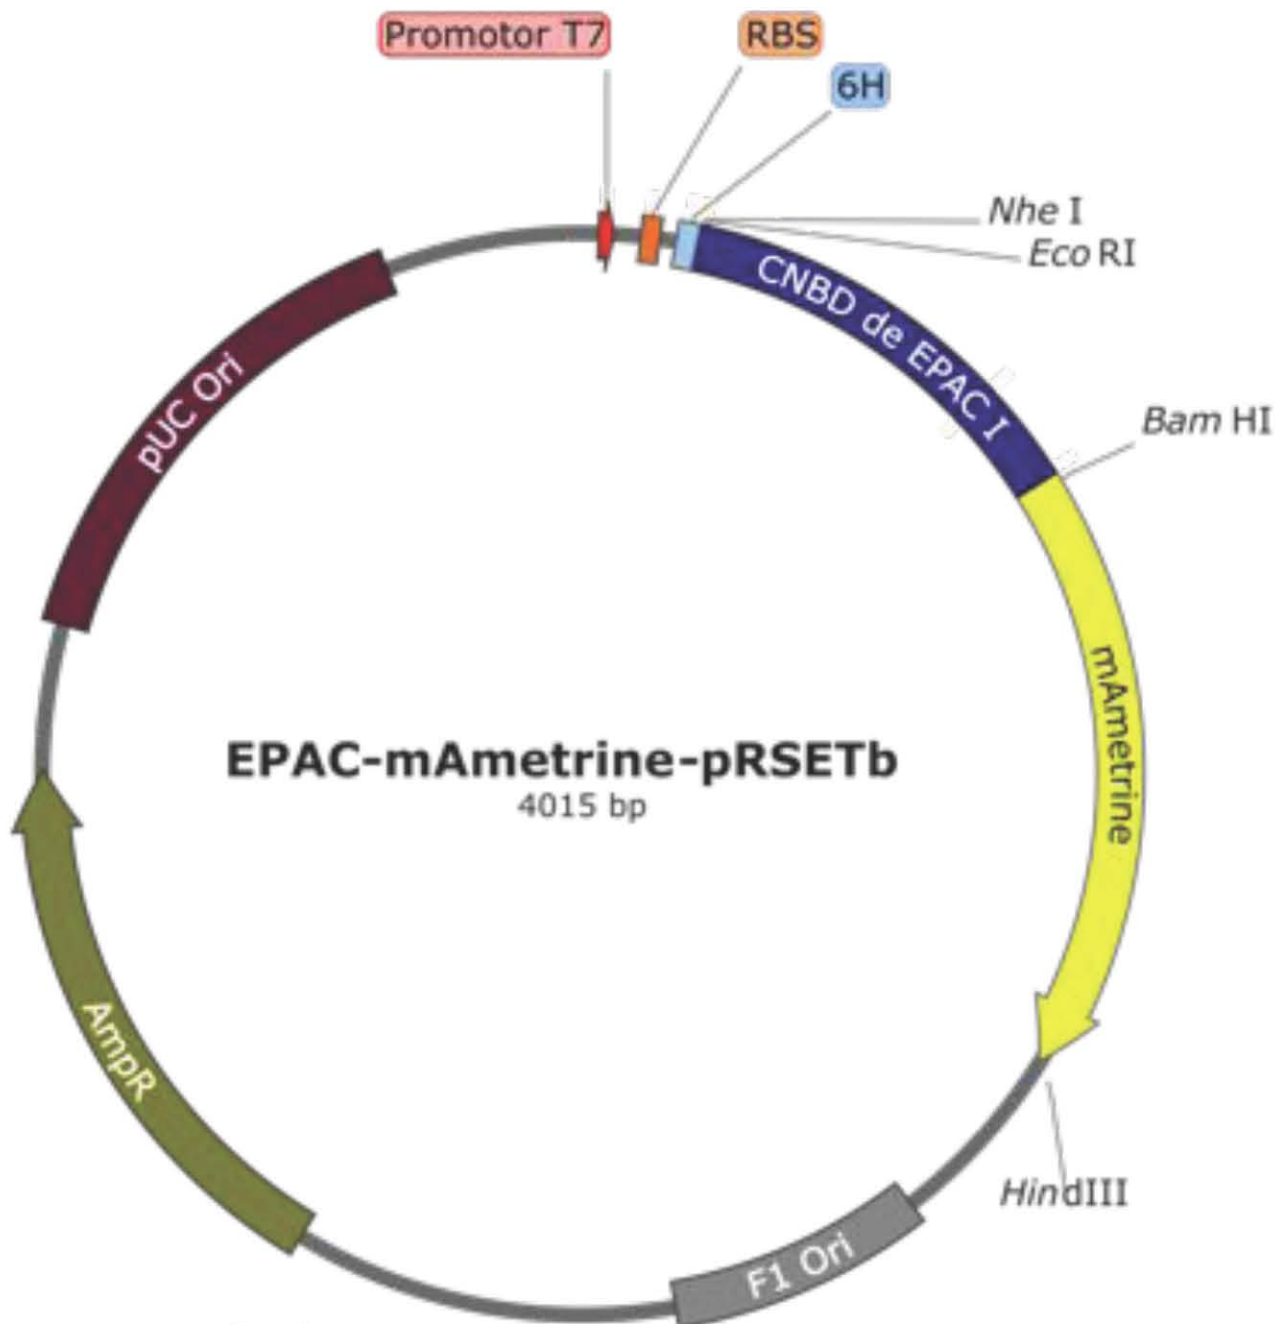 Promotor T7
RBS
6H
Nhe I
Eco RI
CNBD de EPAC I
Bam HI
pUC Ori
mAmetrine
EPAC-mAmetrine-pRSETb
4015 bp
AmpR
HindIII
F1 Ori